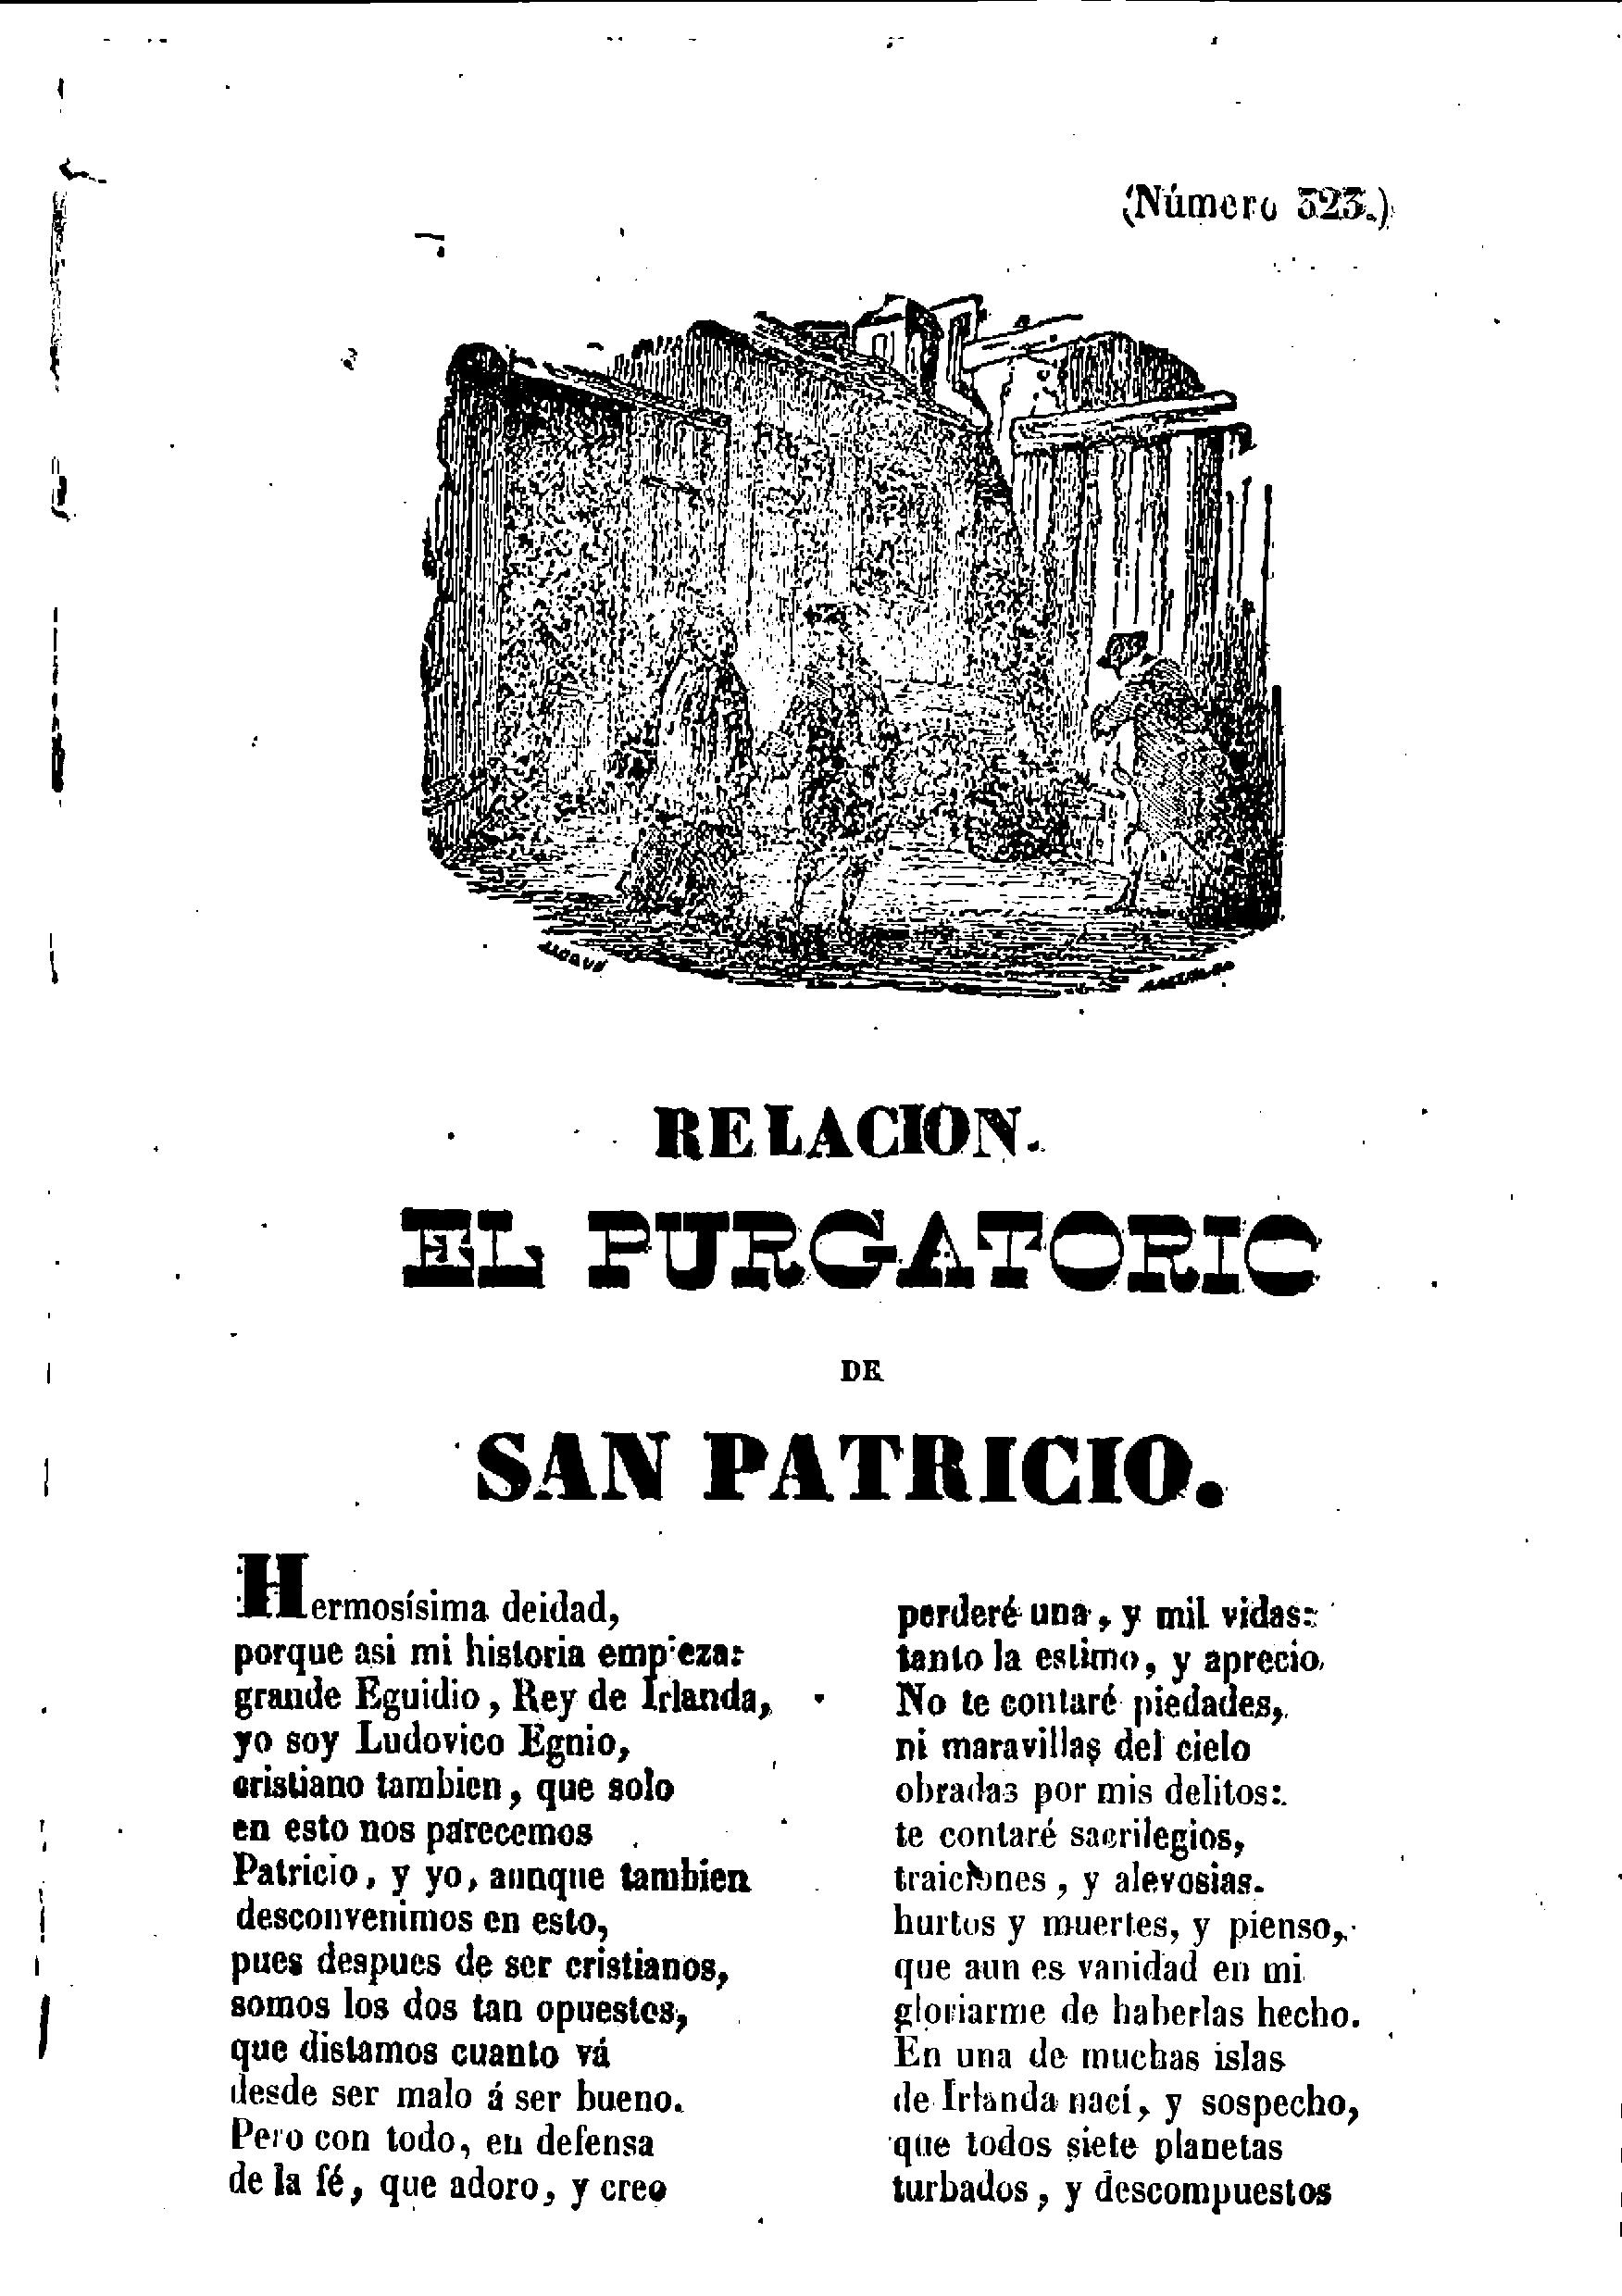 (Número 323.)
RELACION.
EL PURGATORIO
DE
SAN PATRICIO.
Hermosísima deidad,
porque asi mi historia empieza:
grande Eguidio, Rey de Irlanda,
yo soy Ludovico Egnio,
cristiano tambien, que solo
en esto nos parecemos
Patricio, y yo, aunque tambien
desconvenimos en esto,
pues despues de ser cristianos,
somos los dos tan opuestos,
que distamos cuanto vá
desde ser malo á ser bueno.
Pero con todo, en defensa
de la fé, que adoro, y creo
perderé una, y mil vidas:
tanto la estimo, y aprecio.
No te contaré piedades,
ni maravillas del cielo
obradas por mis delitos:
te contaré sacrilegios,
traiciones, y alevosias.
hurtos y muertes, y pienso,
que aun es vanidad en mi
gloriarme de haberlas hecho.
En una de muchas islas
de Irlanda nací, y sospecho,
que todos siete planetas
turbados, y descompuestos